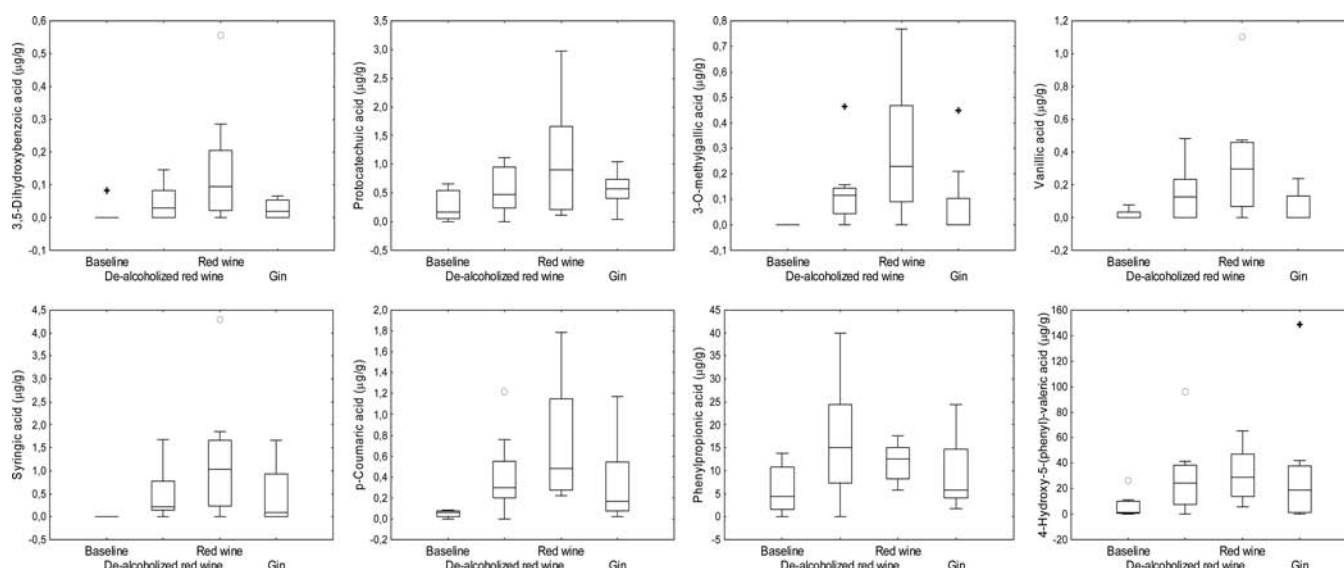 3,5-Dihydroxybenzoic acid (µg/g)
0,6
0,5
0,4
0,3
0,2
0,1
0,0
-0,1
Baseline
Red wine
De-alcoholized red wine
Gin
Protocatechuic acid (µg/g)
3,5
3,0
2,5
2,0
1,5
1,0
0,5
0,0
-0,5
Baseline
Red wine
De-alcoholized red wine
Gin
3-O-methylgallic acid (µg/g)
0,8
0,7
0,6
0,5
0,4
0,3
0,2
0,1
0,0
-0,1
Baseline
Red wine
De-alcoholized red wine
Gin
Vanillic acid (µg/g)
1,2
1,0
0,8
0,6
0,4
0,2
0,0
-0,2
Baseline
Red wine
De-alcoholized red wine
Gin
Syringic acid (µg/g)
4,5
4,0
3,5
3,0
2,5
2,0
1,5
1,0
0,5
0,0
-0,5
Baseline
Red wine
De-alcoholized red wine
Gin
p-Coumaric acid (µg/g)
2,0
1,8
1,6
1,4
1,2
1,0
0,8
0,6
0,4
0,2
0,0
-0,2
Baseline
Red wine
De-alcoholized red wine
Gin
Phenylpropionic acid (µg/g)
45
40
35
30
25
20
15
10
5
0
-5
Baseline
Red wine
De-alcoholized red wine
Gin
4-Hydroxy-5-(phenyl)-valeric acid (µg/g)
160
140
120
100
80
60
40
20
0
-20
Baseline
Red wine
De-alcoholized red wine
Gin